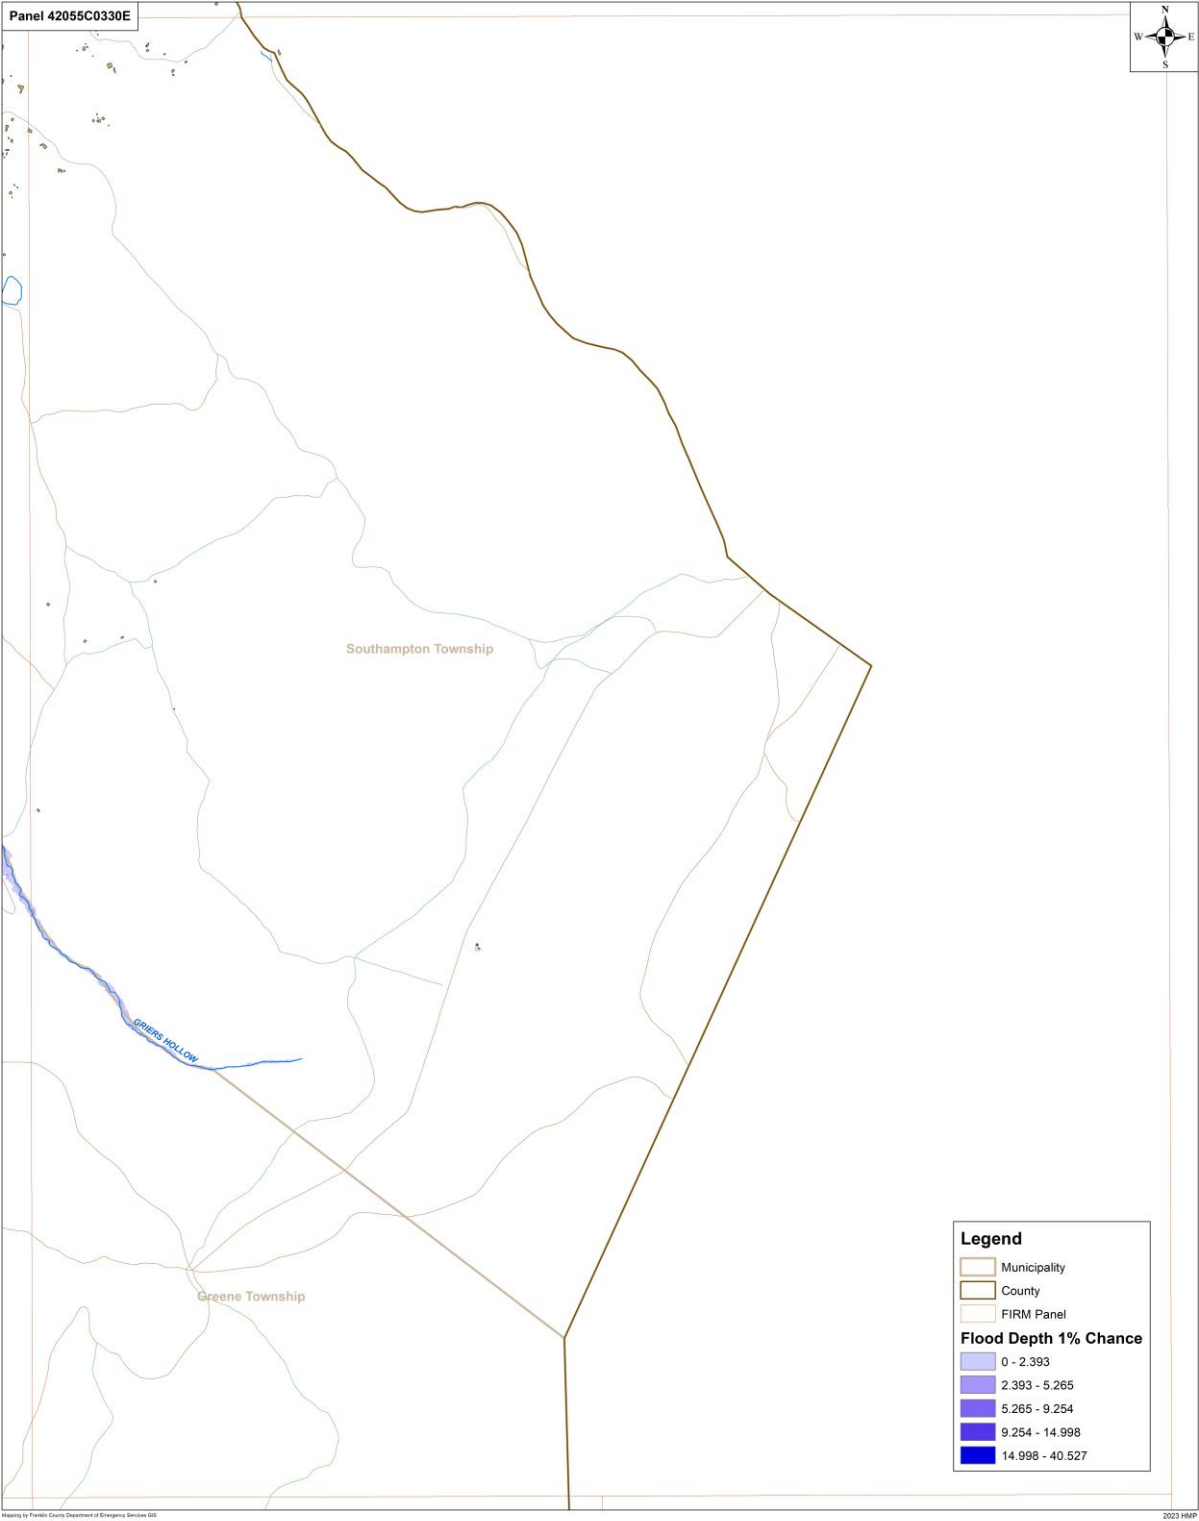 Panel 42055C0330E
N
W E
S
Southampton Township
GRIERS HOLLOW
Greene Township
Legend
Municipality
County
FIRM Panel
Flood Depth 1% Chance
0 - 2.393
2.393 - 5.265
5.265 - 9.254
9.254 - 14.998
14.998 - 40.527
Mapping by Franklin County Department of Emergency Services GIS
2023 HMP